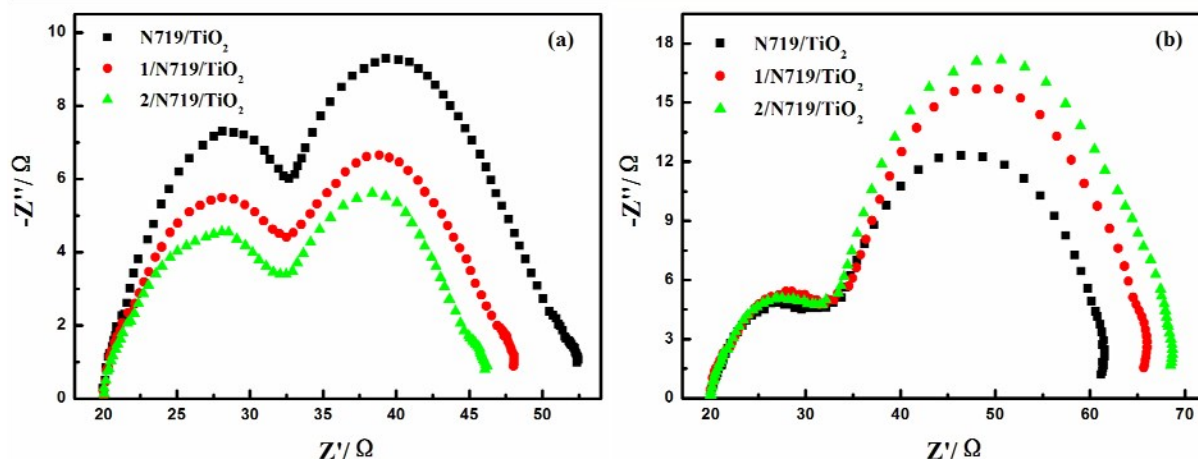 10
8
6
4
2
0
-Z''/ Ω
N719/TiO₂
1/N719/TiO₂
2/N719/TiO₂
(a)
20 25 30 35 40 45 50
Z'/ Ω
18
15
12
9
6
3
0
-Z''/ Ω
N719/TiO₂
1/N719/TiO₂
2/N719/TiO₂
(b)
20 30 40 50 60 70
Z'/ Ω